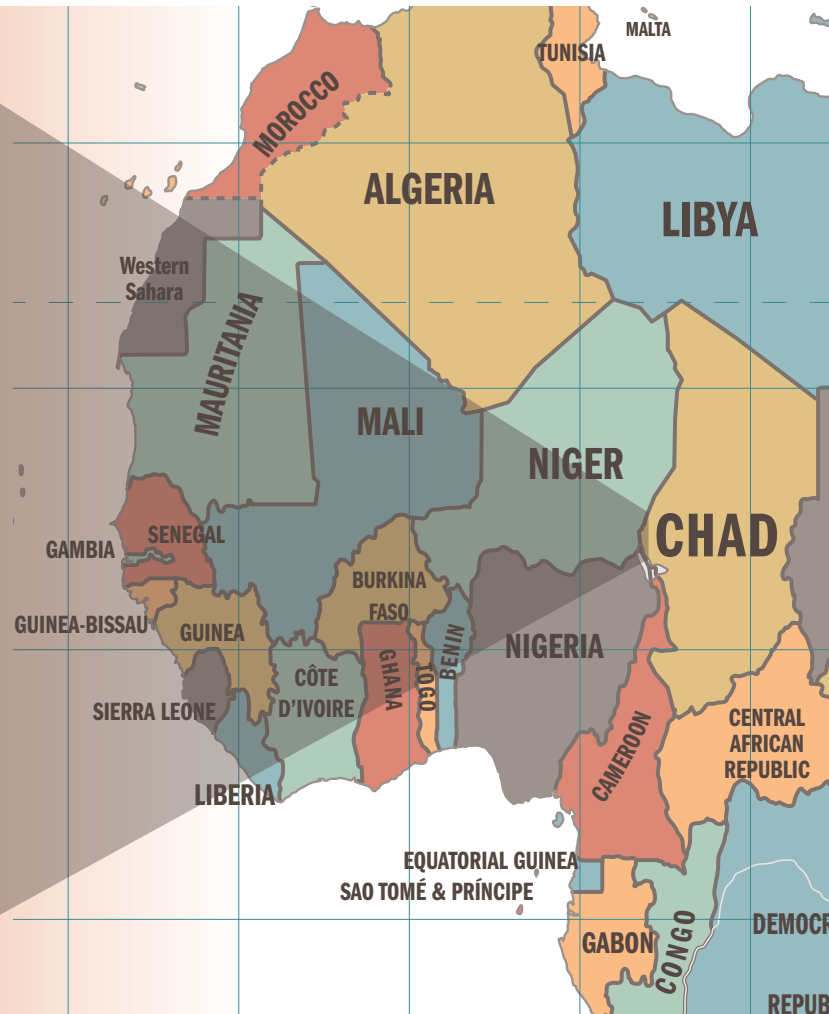 MALTA
TUNISIA
MOROCCO
ALGERIA
LIBYA
Western
Sahara
MAURITANIA
MALI
NIGER
CHAD
SENEGAL
GAMBIA
BURKINA
FASO
GUINEA-BISSAU
GUINEA
BENIN
NIGERIA
GHANA
TOGO
CÔTE
D'IVOIRE
SIERRA LEONE
CENTRAL
AFRICAN
REPUBLIC
CAMEROON
LIBERIA
EQUATORIAL GUINEA
SAO TOMÉ & PRÍNCIPE
GABON
CONGO
DEMOCR
REPUB